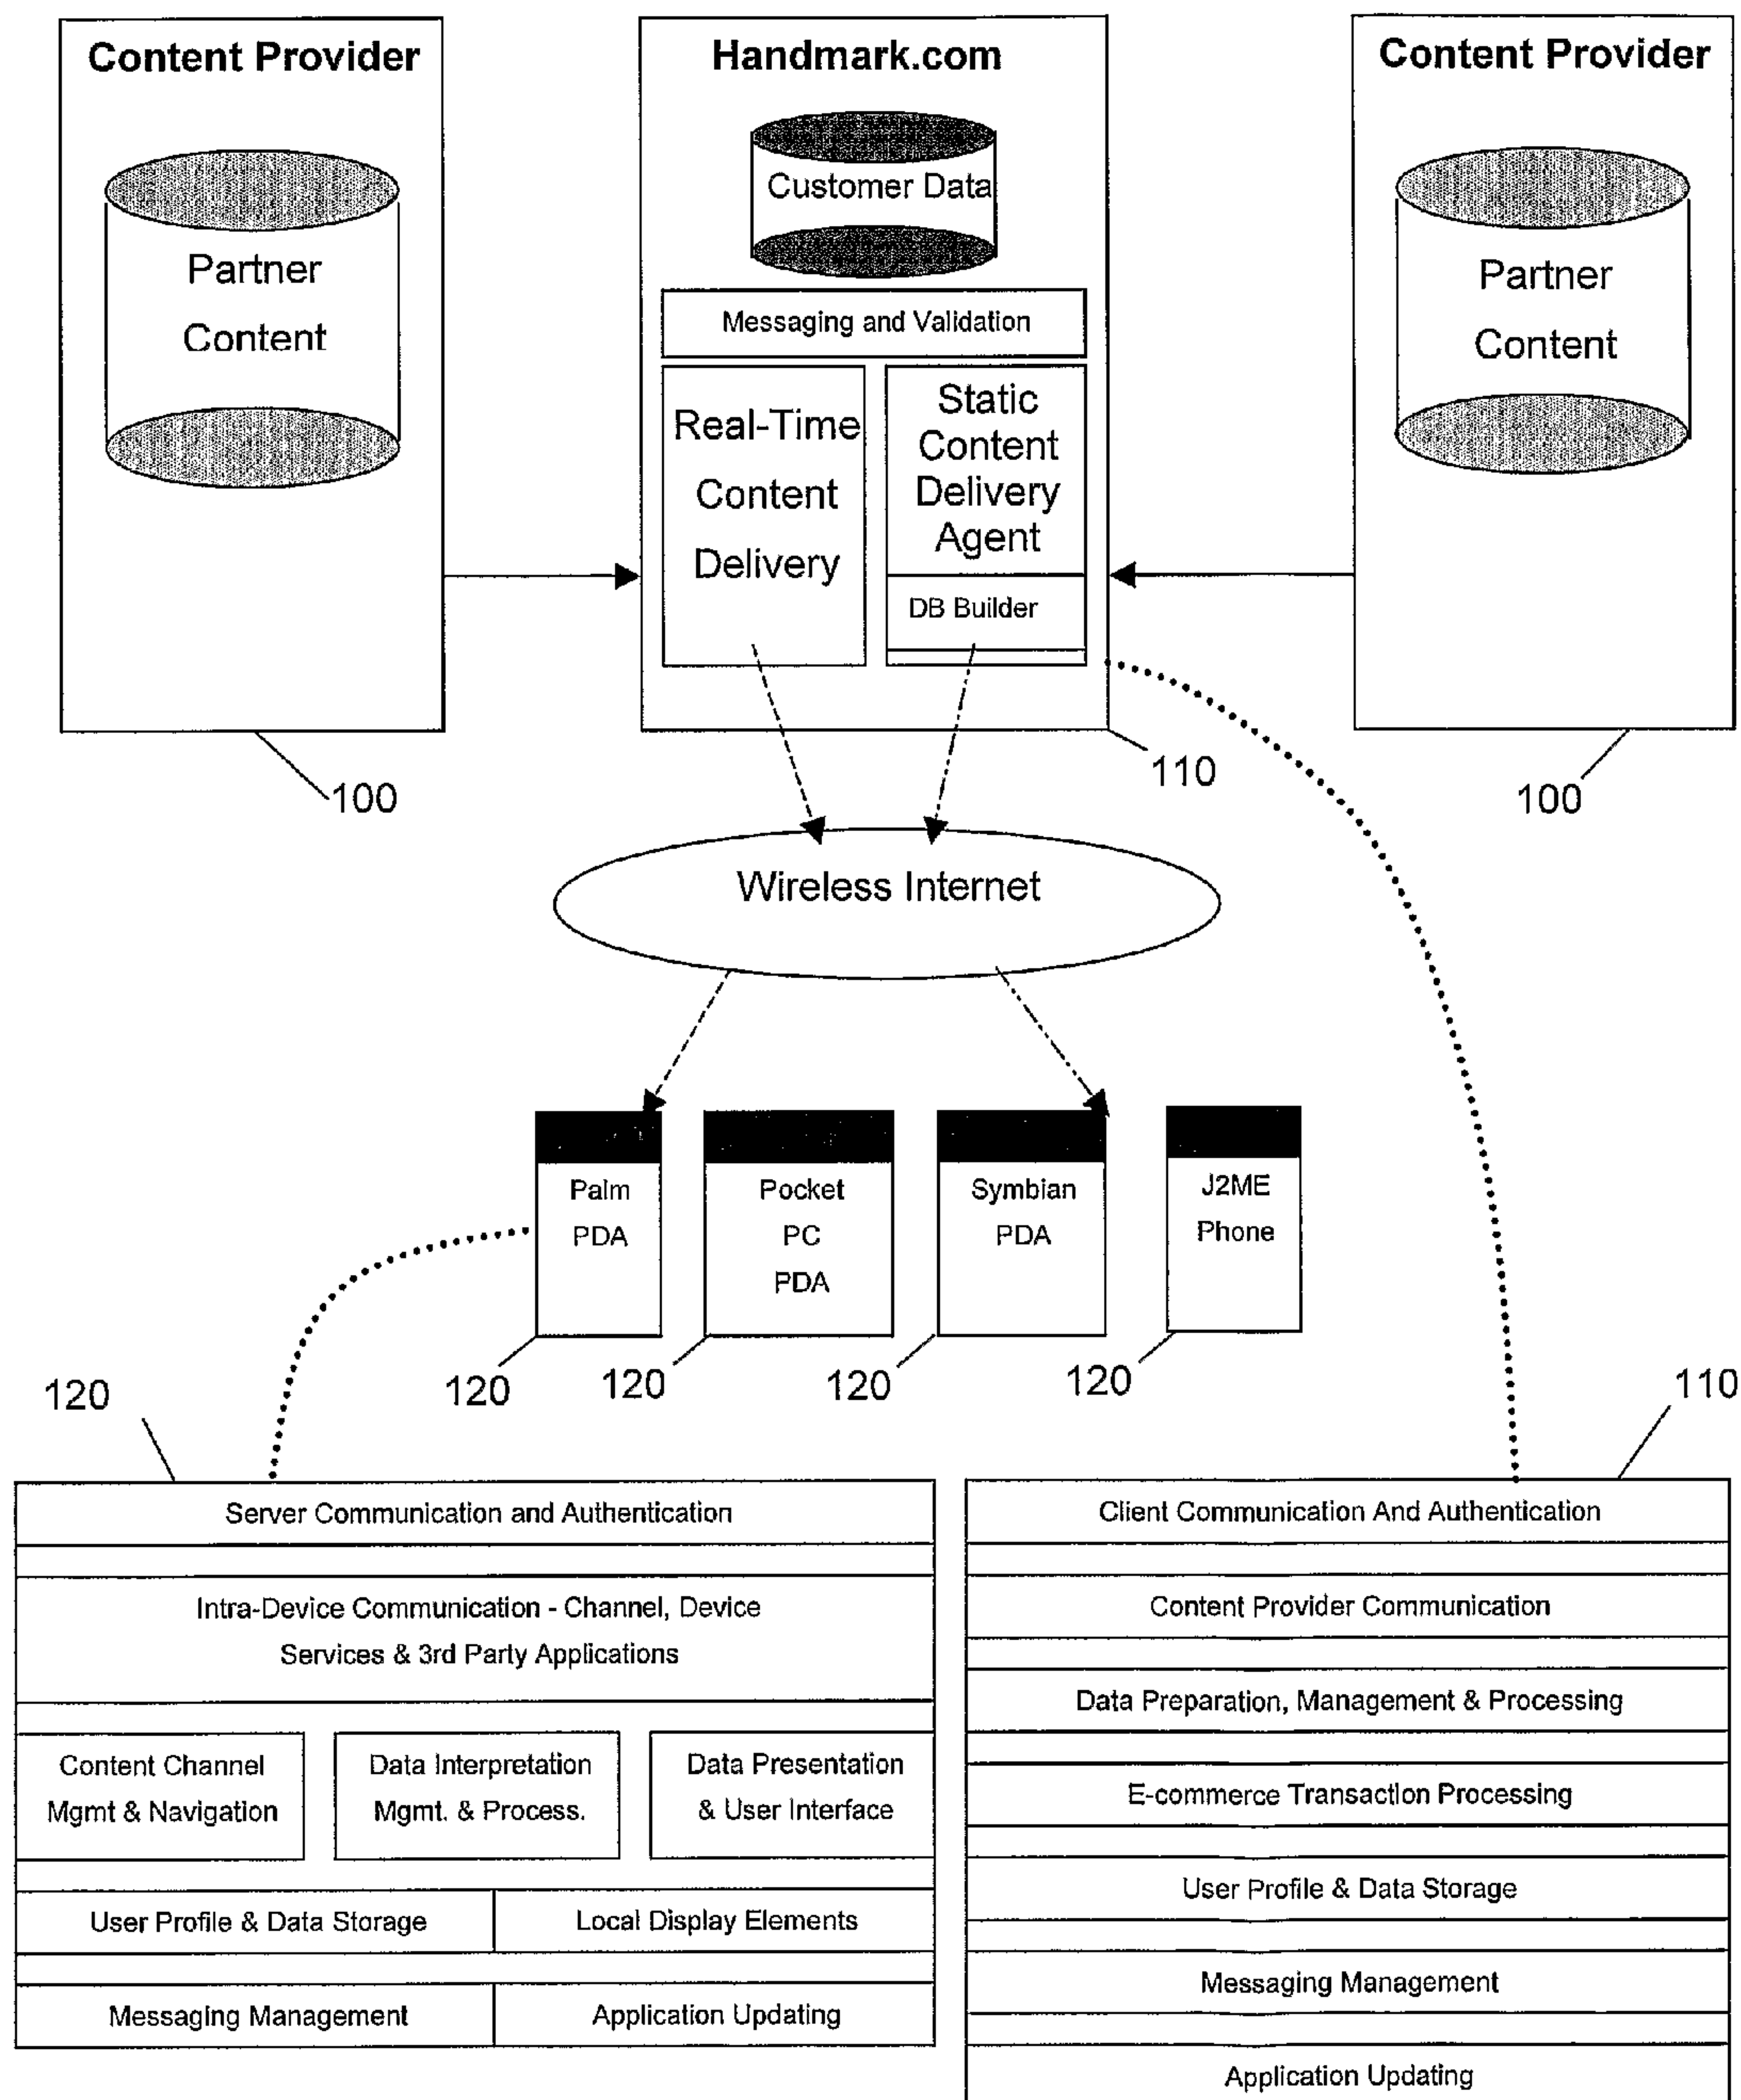 Content Provider
Partner
Content
100
Handmark.com
Customer Data
Messaging and Validation
Real-Time
Content
Delivery
Static
Content
Delivery
Agent
DB Builder
110
Content Provider
Partner
Content
100
Wireless Internet
Palm
PDA
120
Pocket
PC
PDA
120
Symbian
PDA
120
J2ME
Phone
120
120
Server Communication and Authentication
Intra-Device Communication - Channel, Device
Services & 3rd Party Applications
Content Channel
Mgmt & Navigation
Data Interpretation
Mgmt. & Process.
Data Presentation
& User Interface
User Profile & Data Storage
Local Display Elements
Messaging Management
Application Updating
110
Client Communication And Authentication
Content Provider Communication
Data Preparation, Management & Processing
E-commerce Transaction Processing
User Profile & Data Storage
Messaging Management
Application Updating